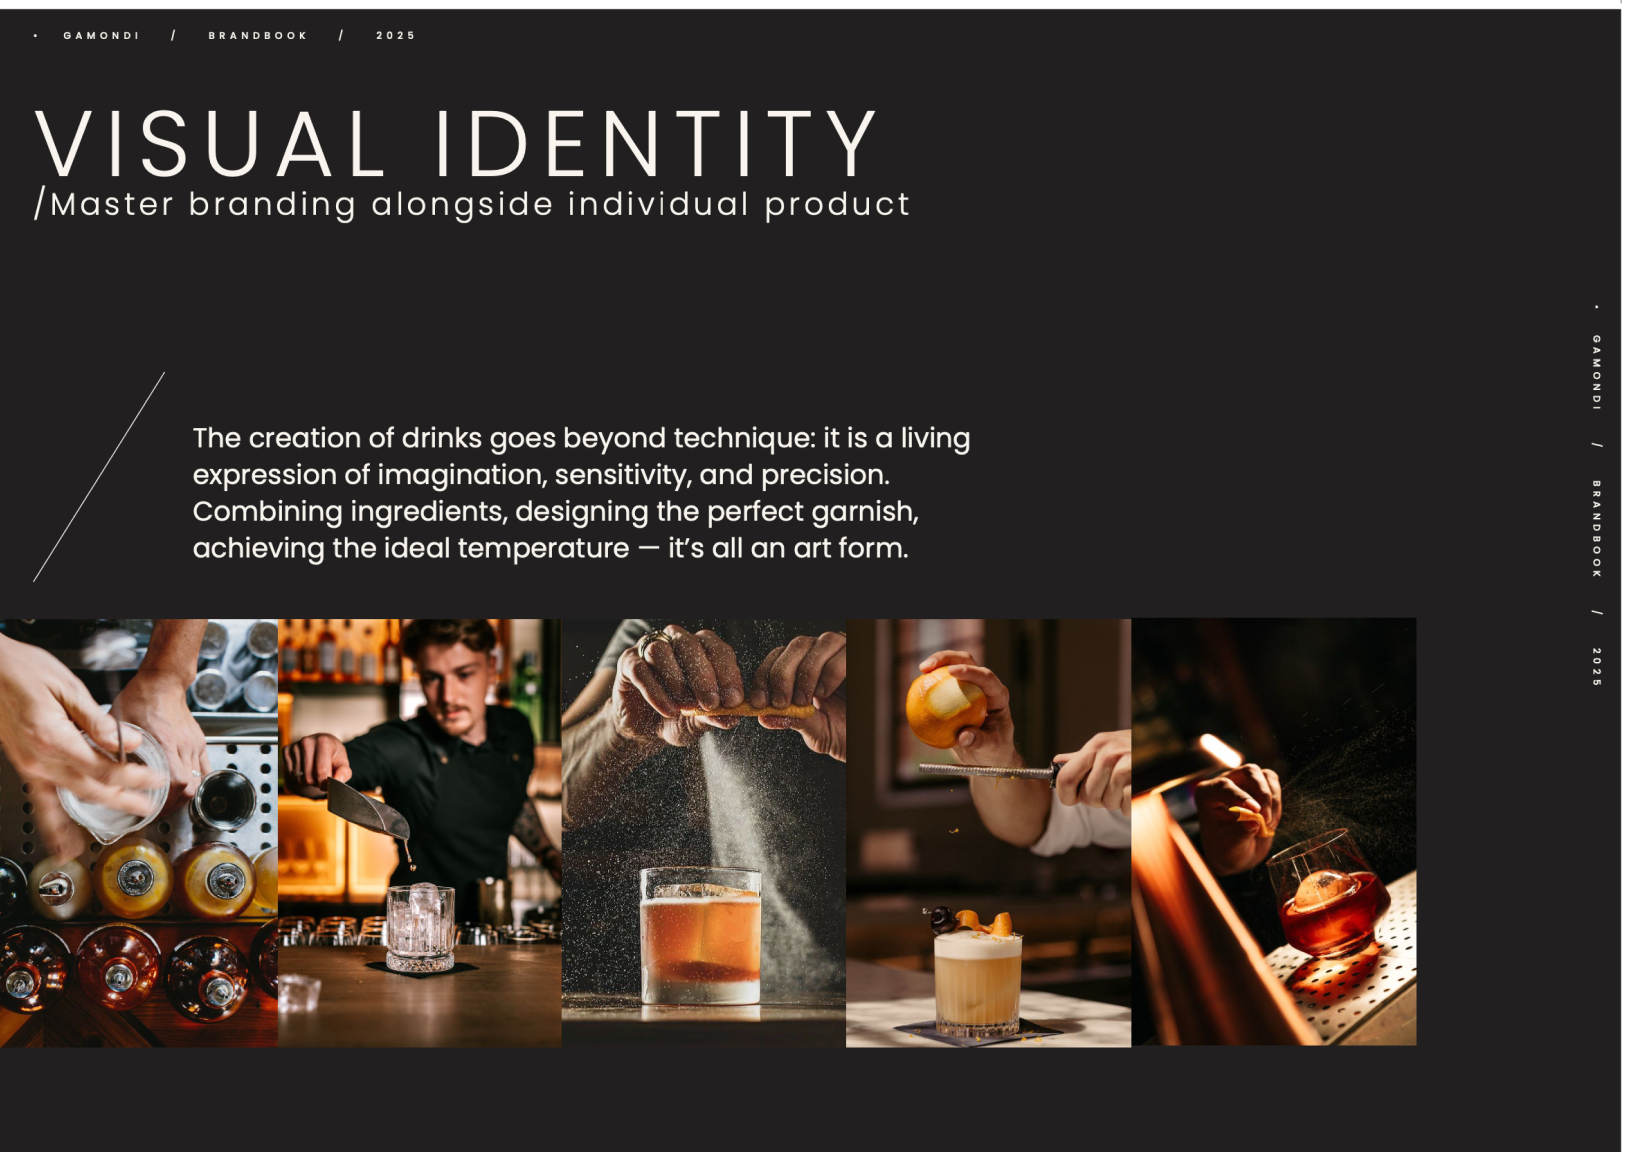 • GAMONDI / BRANDBOOK / 2025
VISUAL IDENTITY
/Master branding alongside individual product
The creation of drinks goes beyond technique: it is a living
expression of imagination, sensitivity, and precision.
Combining ingredients, designing the perfect garnish,
achieving the ideal temperature — it’s all an art form.
• GAMONDI / BRANDBOOK / 2025